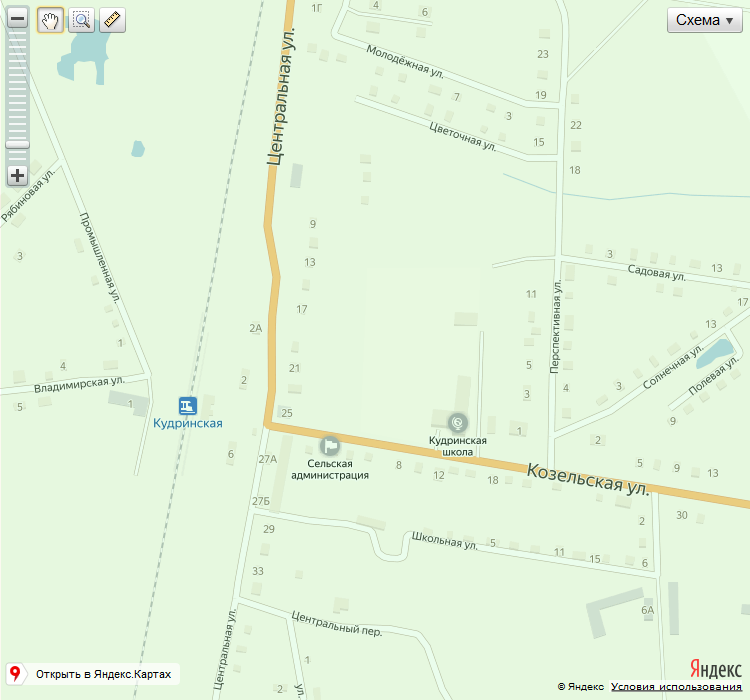 1Г
4
6
Схема
Центральная ул.
Молодёжная ул.
23
19
7
3
22
Цветочная ул.
15
18
Рябиновая ул.
Промышленная ул.
3
9
13
17
11
Перспективная ул.
3
Садовая ул.
13
17
2А
1
4
Владимирская ул.
5
1
2
21
25
5
3
4
1
2
3
13
Солнечная ул.
Полевая ул.
9
Кудринская
6
27А
Сельская
администрация
Кудринская
школа
8
12
18
Козельская ул.
5
9
13
30
27Б
29
33
Школьная ул.
5
11
15
2
6
6А
Центральный пер.
Центральная ул.
2
1
ул.
Открыть в Яндекс.Картах
Яндекс
© Яндекс Условия использования